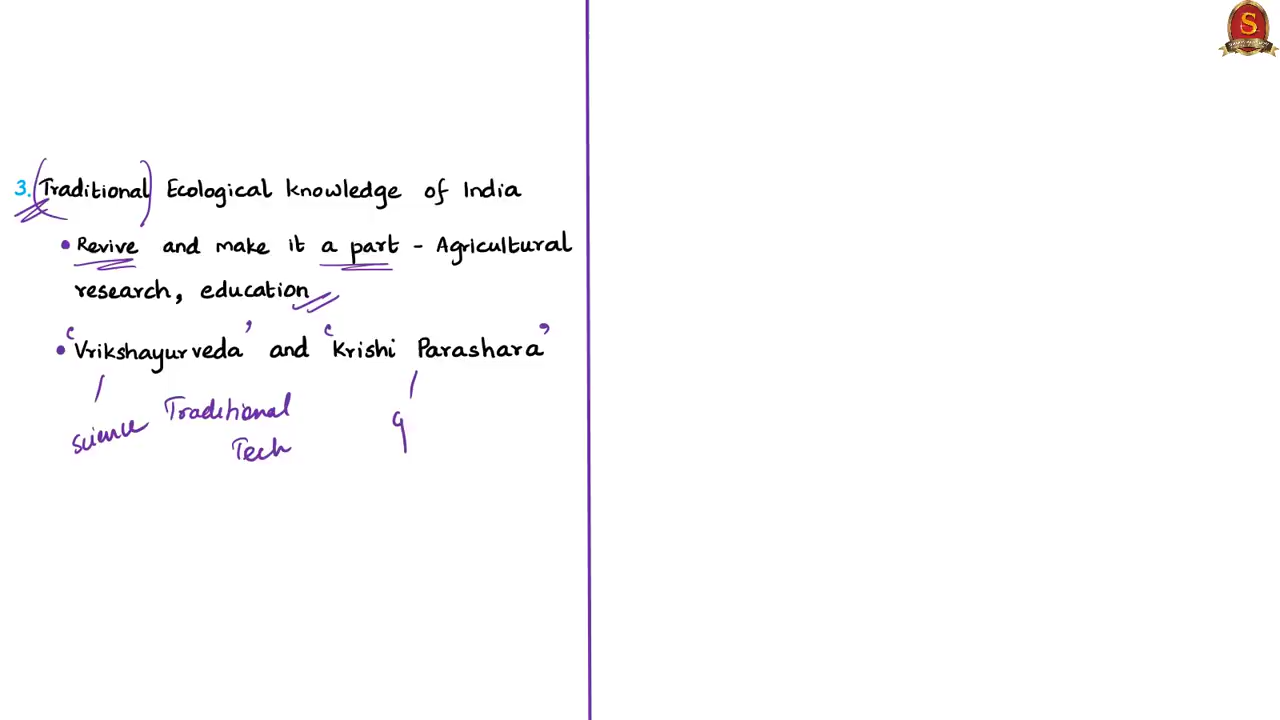 3. (Traditional) Ecological knowledge of India
• Revive and make it a part - Agricultural
research, education
• 'Vrikshayurveda' and 'Krishi Parashara'
science Traditional
Tech
S